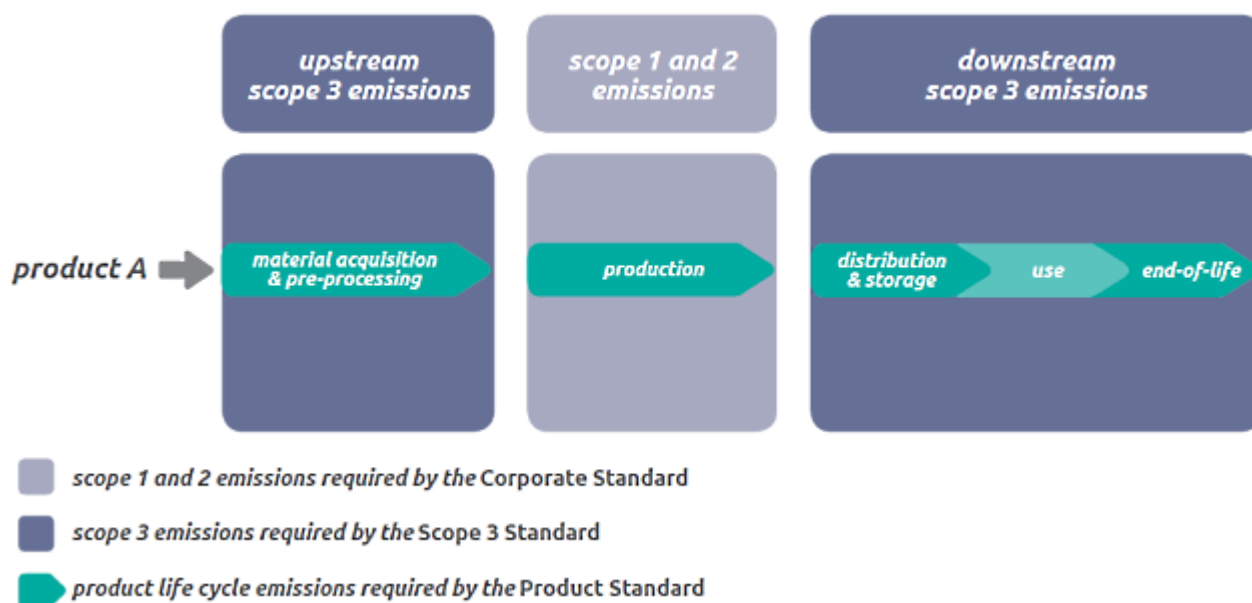 upstream
scope 3 emissions
scope 1 and 2
emissions
downstream
scope 3 emissions
product A
material acquisition
& pre-processing
production
distribution
& storage
use
end-of-life
scope 1 and 2 emissions required by the Corporate Standard
scope 3 emissions required by the Scope 3 Standard
product life cycle emissions required by the Product Standard